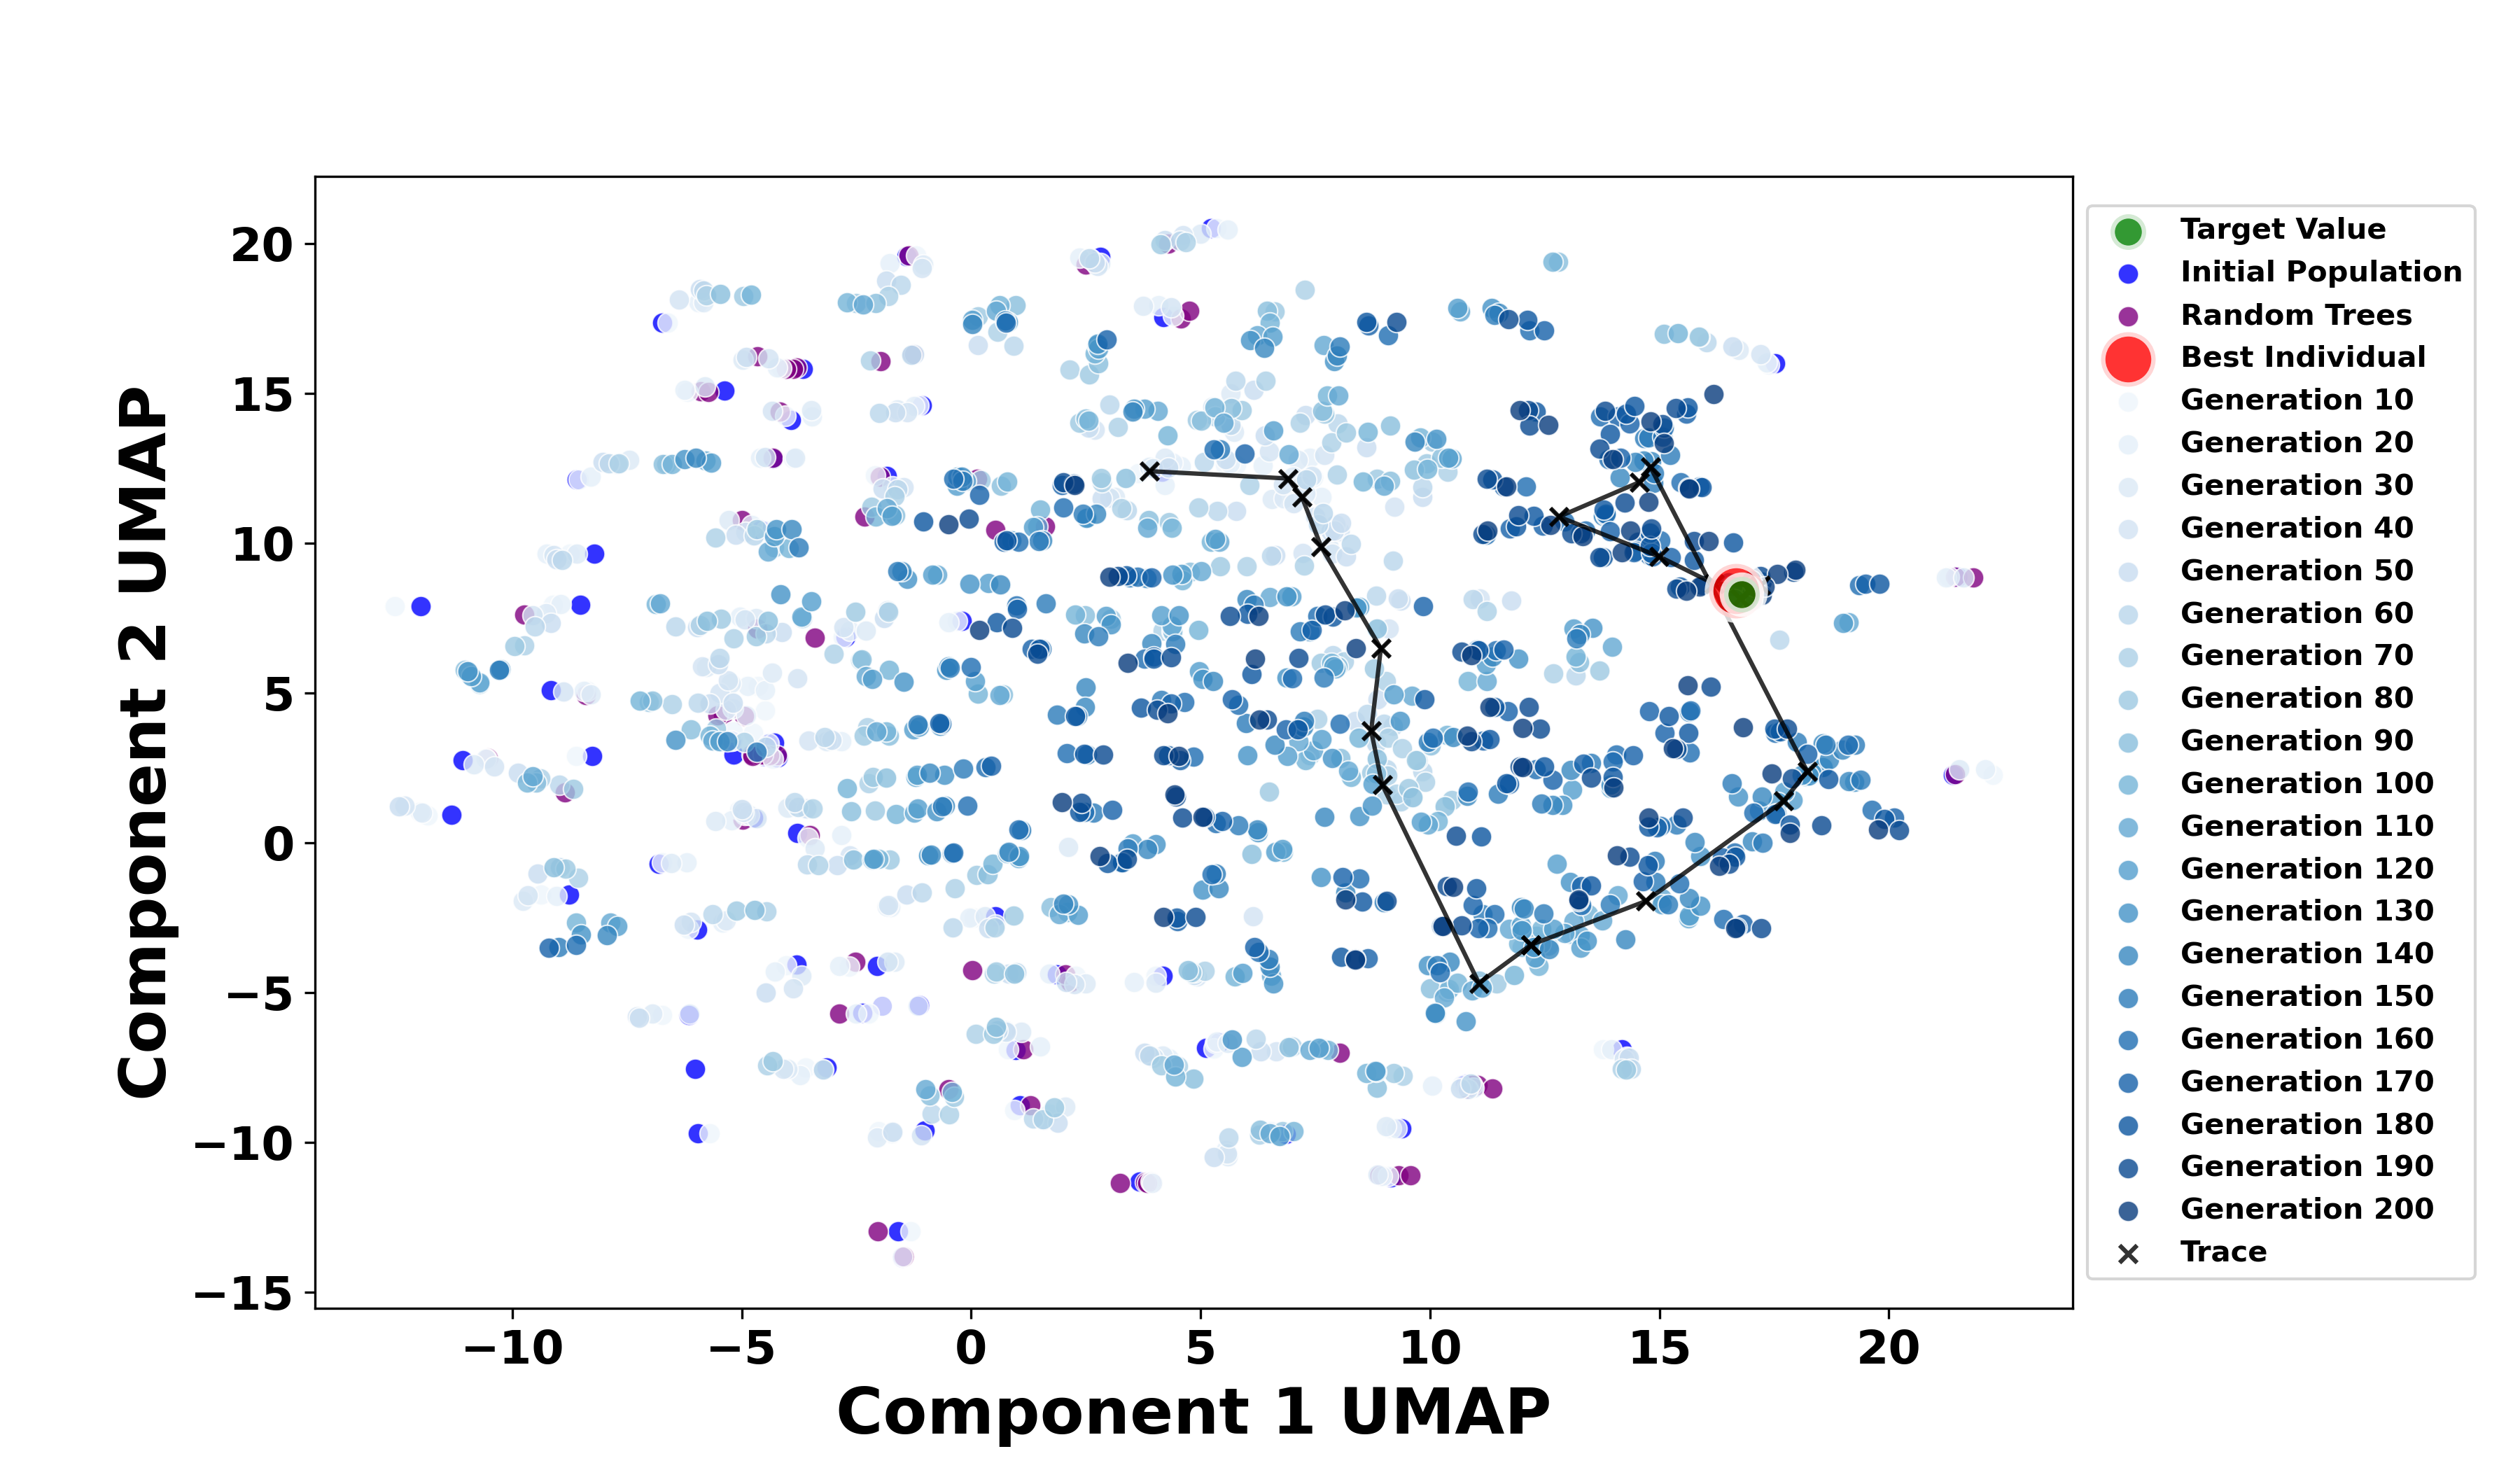 Component 2 UMAP
20
15
10
5
0
−5
−10
−15
−10
−5
0
5
10
15
20
Component 1 UMAP
Target Value
Initial Population
Random Trees
Best Individual
Generation 10
Generation 20
Generation 30
Generation 40
Generation 50
Generation 60
Generation 70
Generation 80
Generation 90
Generation 100
Generation 110
Generation 120
Generation 130
Generation 140
Generation 150
Generation 160
Generation 170
Generation 180
Generation 190
Generation 200
Trace